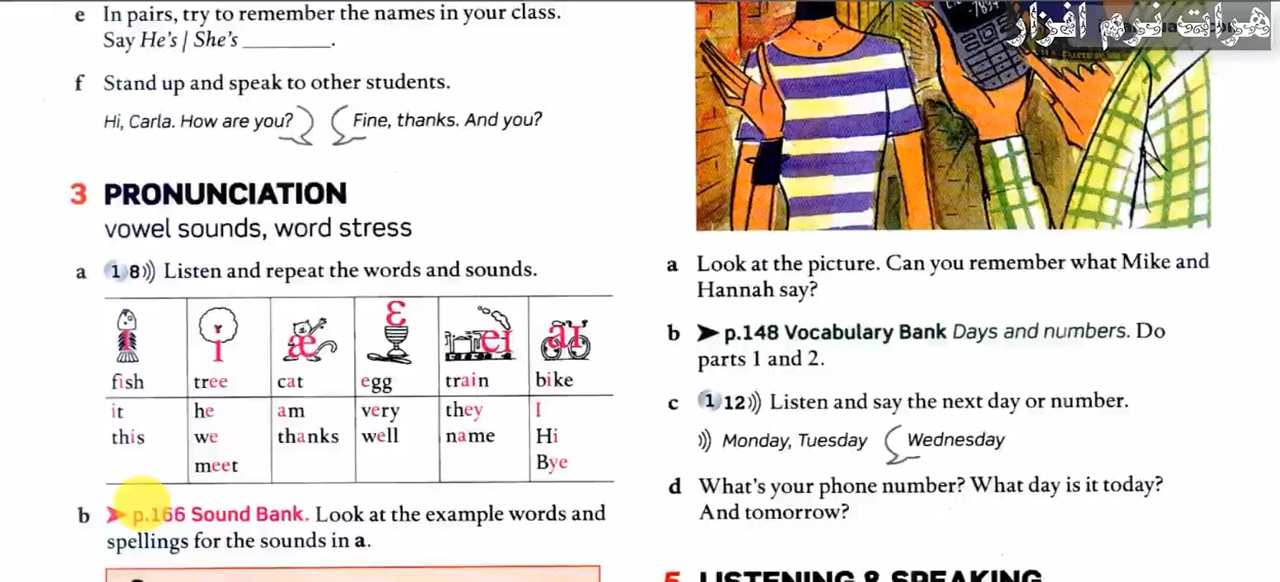 e In pairs, try to remember the names in your class.
Say He's | She's ________.
f Stand up and speak to other students.
Hi, Carla. How are you? Fine, thanks. And you?
3 PRONUNCIATION
vowel sounds, word stress
a 1 8))) Listen and repeat the words and sounds.
ɪ i æ ɛ eɪ aɪ
fish tree cat egg train bike
it he am very they I
this we thanks well name Hi
meet Bye
b p.166 Sound Bank. Look at the example words and
spellings for the sounds in a.
هرات نرم افزار
a Look at the picture. Can you remember what Mike and
Hannah say?
b p.148 Vocabulary Bank Days and numbers. Do
parts 1 and 2.
c 1 12))) Listen and say the next day or number.
))) Monday, Tuesday Wednesday
d What's your phone number? What day is it today?
And tomorrow?
5 LISTENING & SPEAKING